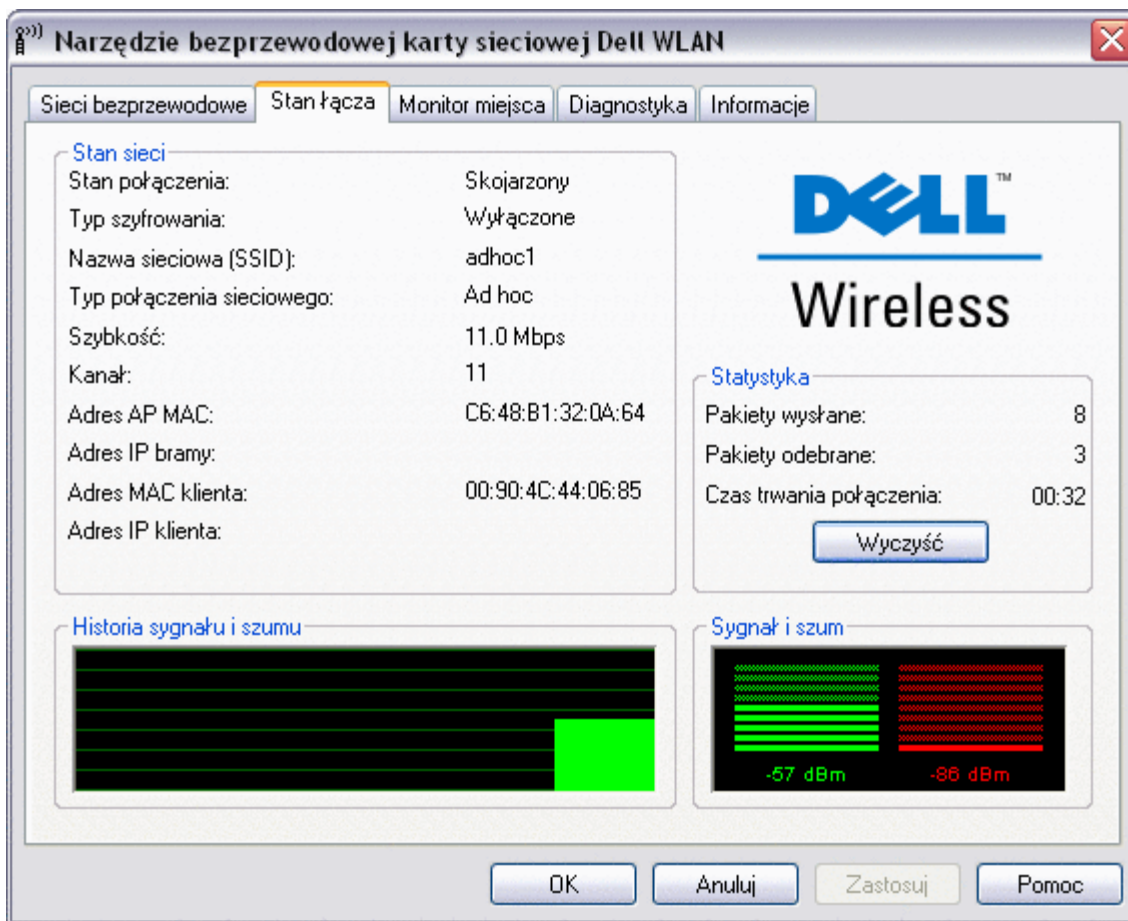 Narzędzie bezprzewodowej karty sieciowej Dell WLAN
Sieci bezprzewodowe Stan łącza Monitor miejsca Diagnostyka Informacje
Stan sieci
Stan połączenia: Skojarzony
Typ szyfrowania: Wyłączone
Nazwa sieciowa (SSID): adhoc1
Typ połączenia sieciowego: Ad hoc
Szybkość: 11.0 Mbps
Kanał: 11
Adres AP MAC: C6:48:B1:32:0A:64
Adres IP bramy:
Adres MAC klienta: 00:90:4C:44:06:85
Adres IP klienta:
DELL™
Wireless
Statystyka
Pakiety wysłane: 8
Pakiety odebrane: 3
Czas trwania połączenia: 00:32
Wyczyść
Historia sygnału i szumu
Sygnał i szum
-57 dBm -86 dBm
OK Anuluj Zastosuj Pomoc